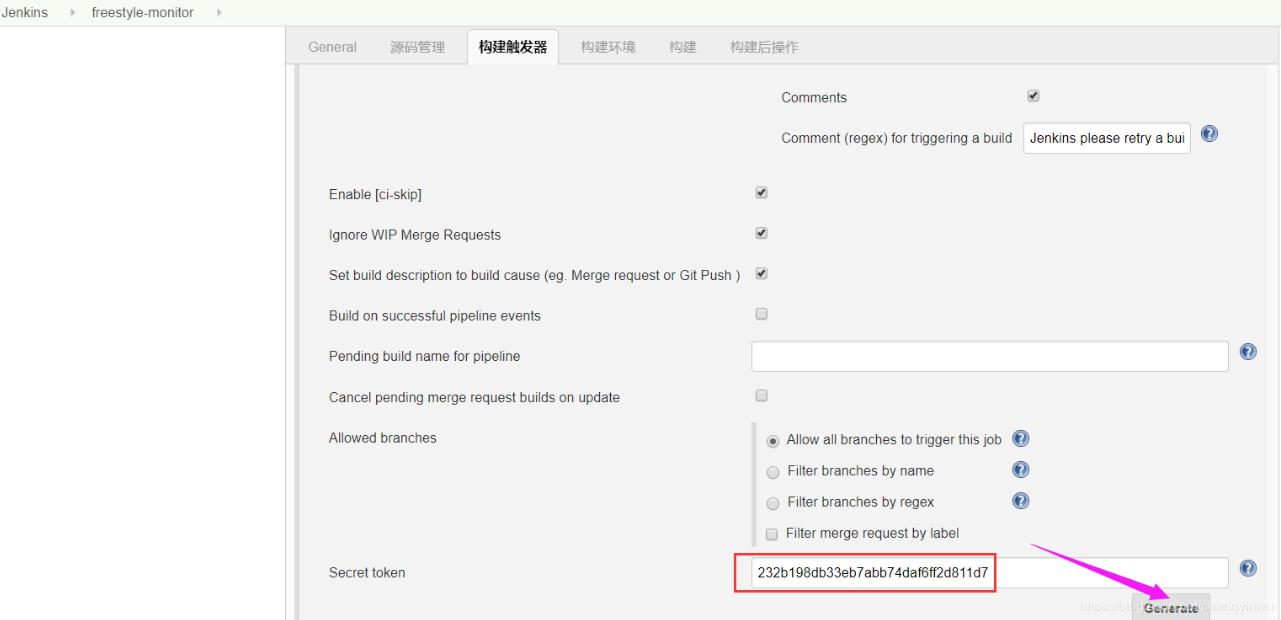 Jenkins freestyle-monitor
General 源码管理 构建触发器 构建环境 构建 构建后操作
Comments
Comment (regex) for triggering a build Jenkins please retry a bui
Enable [ci-skip]
Ignore WIP Merge Requests
Set build description to build cause (eg. Merge request or Git Push )
Build on successful pipeline events
Pending build name for pipeline
Cancel pending merge request builds on update
Allowed branches
Allow all branches to trigger this job
Filter branches by name
Filter branches by regex
Filter merge request by label
Secret token 232b198db33eb7abb74daf6ff2d811d7
Generate